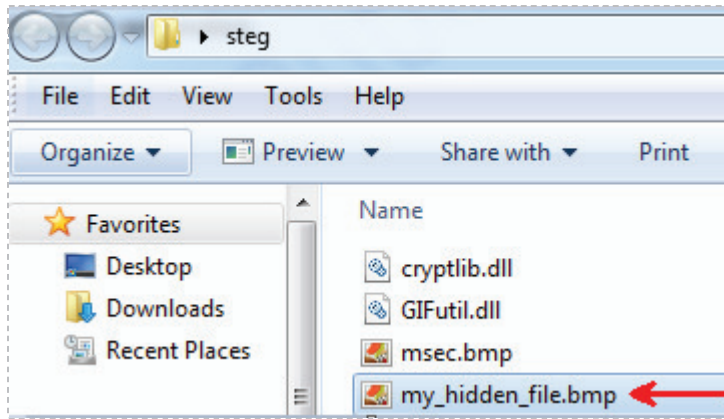 steg
File Edit View Tools Help
Organize Preview Share with Print
Favorites
Desktop
Downloads
Recent Places
Name
cryptlib.dll
GIFutil.dll
msec.bmp
my_hidden_file.bmp